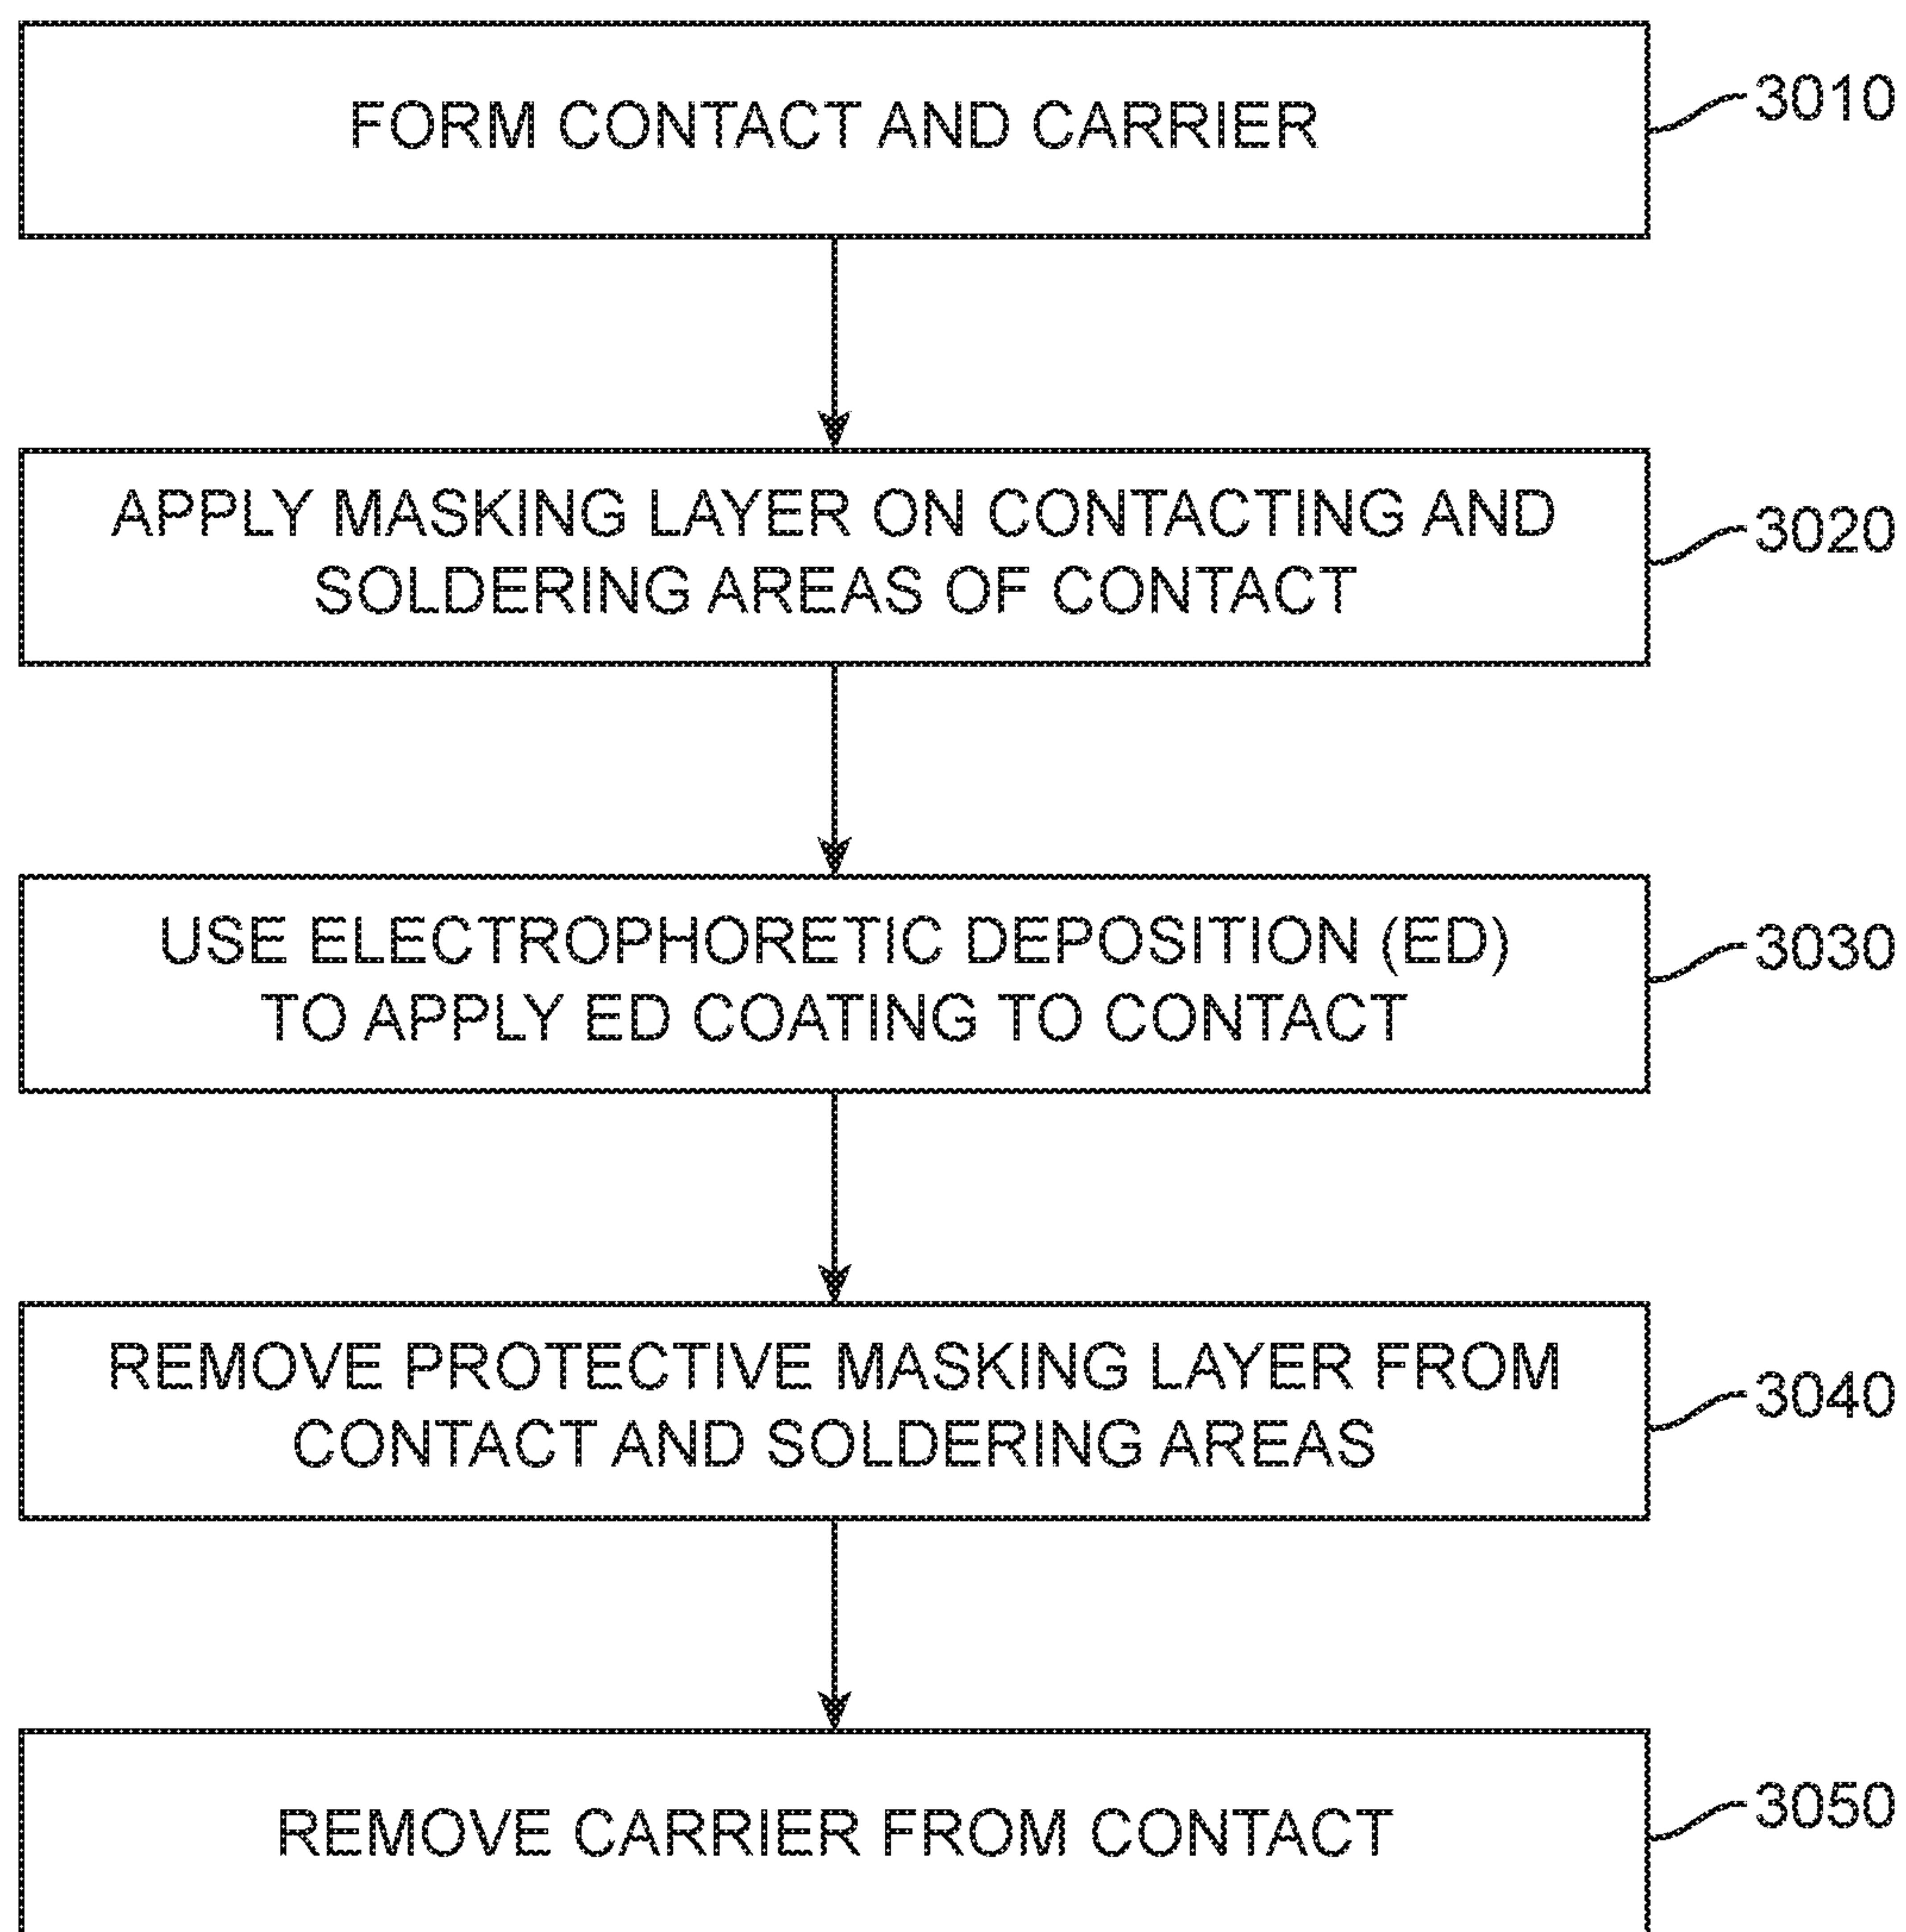 FORM CONTACT AND CARRIER
3010
APPLY MASKING LAYER ON CONTACTING AND
SOLDERING AREAS OF CONTACT
3020
USE ELECTROPHORETIC DEPOSITION (ED)
TO APPLY ED COATING TO CONTACT
3030
REMOVE PROTECTIVE MASKING LAYER FROM
CONTACT AND SOLDERING AREAS
3040
REMOVE CARRIER FROM CONTACT
3050